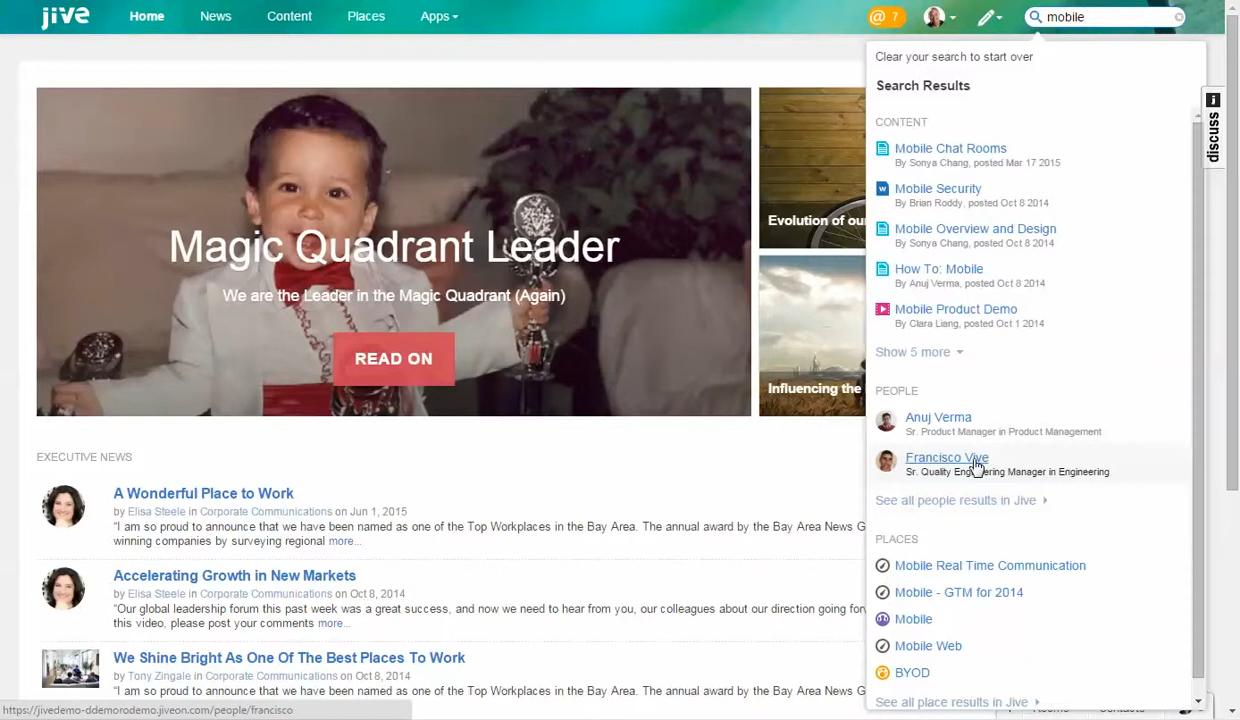 jive
Home
News
Content
Places
Apps
@ 7
mobile
Clear your search to start over
Search Results
CONTENT
Mobile Chat Rooms
By Sonya Chang, posted Mar 17 2015
Mobile Security
By Brian Roddy, posted Oct 8 2014
Mobile Overview and Design
By Sonya Chang, posted Oct 8 2014
How To: Mobile
By Anuj Verma, posted Oct 8 2014
Mobile Product Demo
By Clara Liang, posted Oct 1 2014
Show 5 more
PEOPLE
Anuj Verma
Sr. Product Manager in Product Management
Francisco Vive
Sr. Quality Engineering Manager in Engineering
See all people results in Jive
PLACES
Mobile Real Time Communication
Mobile - GTM for 2014
Mobile
Mobile Web
BYOD
See all place results in Jive
discuss
Magic Quadrant Leader
We are the Leader in the Magic Quadrant (Again)
READ ON
Evolution of ou
Influencing the
EXECUTIVE NEWS
A Wonderful Place to Work
by Elisa Steele in Corporate Communications on Jun 1, 2015
"I am so proud to announce that we have been named as one of the Top Workplaces in the Bay Area. The annual award by the Bay Area News G
winning companies by surveying regional more...
Accelerating Growth in New Markets
by Elisa Steele in Corporate Communications on Oct 8, 2014
"Our global leadership forum this past week was a great success, and now we need to hear from you, our colleagues about our direction going for
this video, please post your comments more...
We Shine Bright As One Of The Best Places To Work
by Tony Zingale in Corporate Communications on Oct 8, 2014
"I am so proud to announce that we have been named as one of the Top Workplaces in the Bay Area. The annual award by the Bay Area News G
https://jivedemo-ddemorodemo.jiveon.com/people/francisco